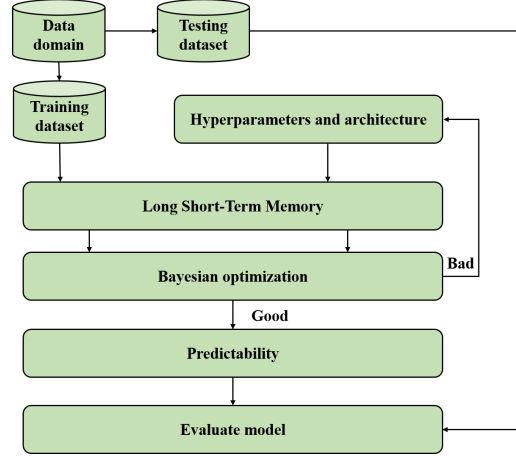 Data
domain
Testing
dataset
Training
dataset
Hyperparameters and architecture
Long Short-Term Memory
Bayesian optimization
Bad
Good
Predictability
Evaluate model